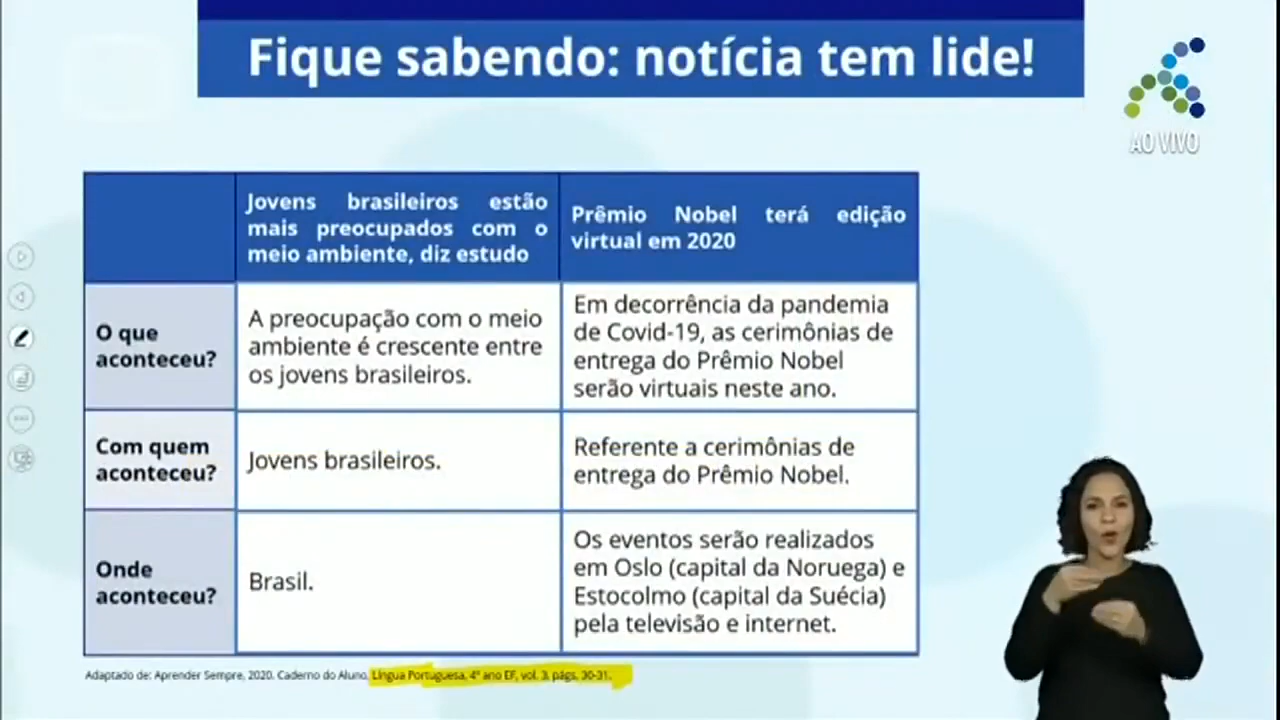 Fique sabendo: notícia tem lide!
AO VIVO
Jovens brasileiros estão
mais preocupados com o
meio ambiente, diz estudo
Prêmio Nobel terá edição
virtual em 2020
O que
aconteceu?
A preocupação com o meio
ambiente é crescente entre
os jovens brasileiros.
Em decorrência da pandemia
de Covid-19, as cerimônias de
entrega do Prêmio Nobel
serão virtuais neste ano.
Com quem
aconteceu?
Jovens brasileiros.
Referente a cerimônias de
entrega do Prêmio Nobel.
Onde
aconteceu?
Brasil.
Os eventos serão realizados
em Oslo (capital da Noruega) e
Estocolmo (capital da Suécia)
pela televisão e internet.
Adaptado de: Aprender Sempre, 2020. Caderno do Aluno, Língua Portuguesa, 4º ano EF, vol. 3, págs. 30-31.